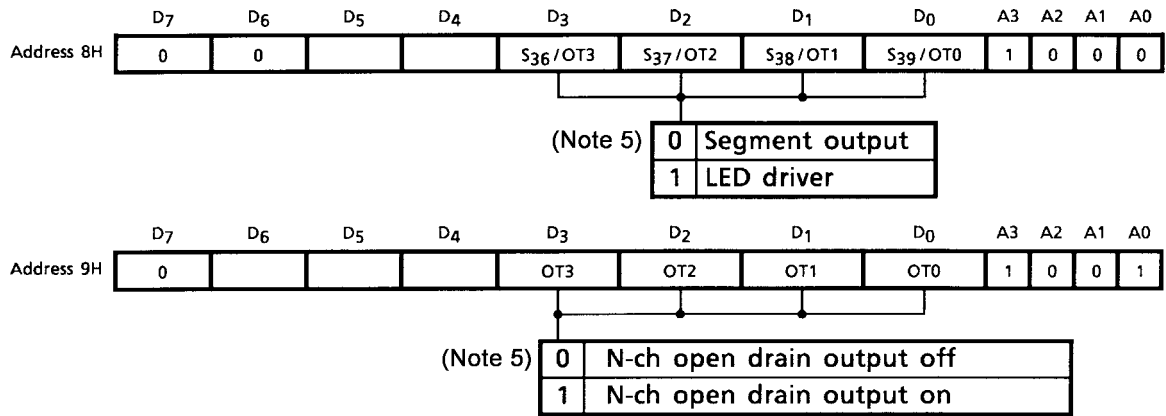 D7 D6 D5 D4 D3 D2 D1 D0 A3 A2 A1 A0
Address 8H 0 0 S36/OT3 S37/OT2 S38/OT1 S39/OT0 1 0 0 0
(Note 5) 0 Segment output
1 LED driver
D7 D6 D5 D4 D3 D2 D1 D0 A3 A2 A1 A0
Address 9H 0 OT3 OT2 OT1 OT0 1 0 0 1
(Note 5) 0 N-ch open drain output off
1 N-ch open drain output on